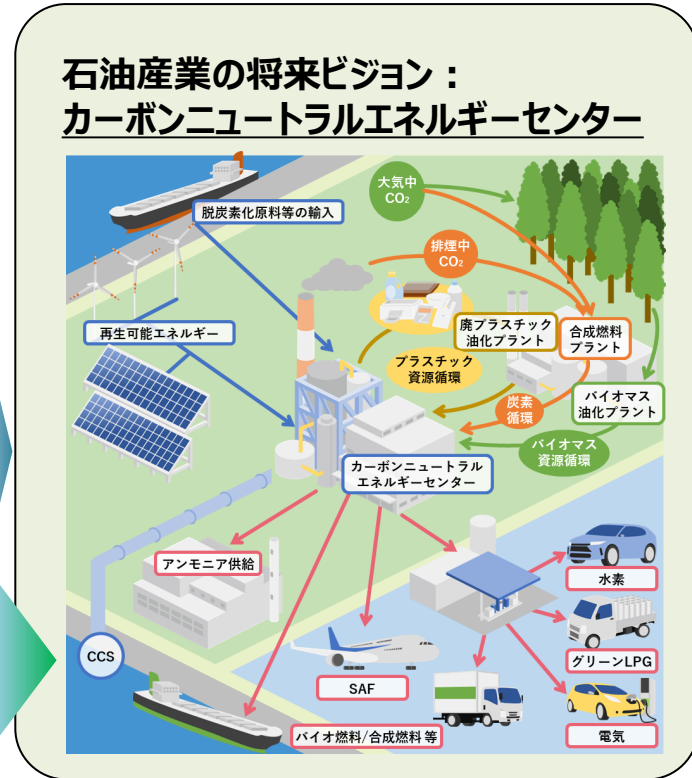 石油産業の将来ビジョン：
カーボンニュートラルエネルギーセンター
大気中
CO₂
脱炭素化原料等の輸入
排煙中
CO₂
再生可能エネルギー
廃プラスチック
油化プラント
合成燃料
プラント
プラスチック
資源循環
炭素
循環
バイオマス
油化プラント
バイオマス
資源循環
カーボンニュートラル
エネルギーセンター
アンモニア供給
水素
CCS
グリーンLPG
SAF
バイオ燃料/合成燃料 等
電気